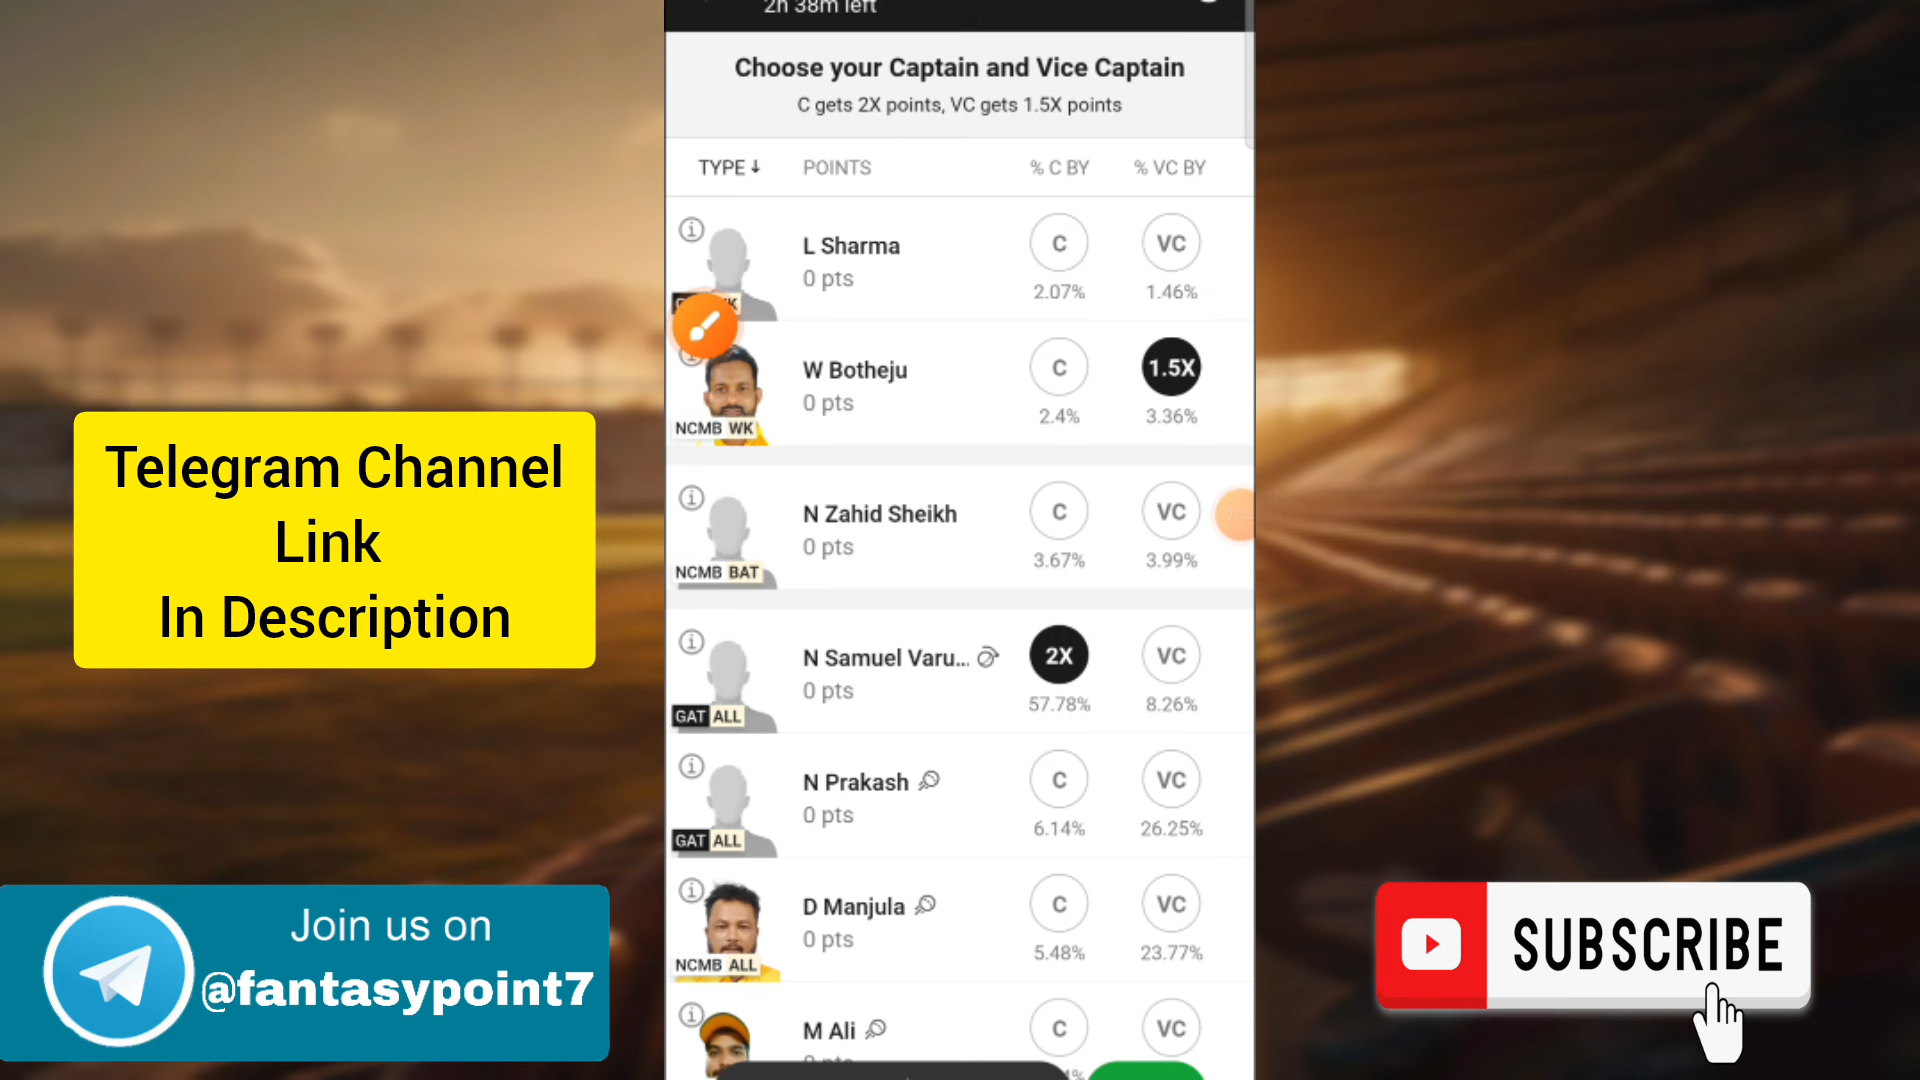 2h 38m left
Choose your Captain and Vice Captain
C gets 2X points, VC gets 1.5X points
TYPE↓ POINTS % C BY % VC BY
L Sharma C VC
0 pts
2.07% 1.46%
W Botheju C 1.5X
0 pts
NCMB WK 2.4% 3.36%
N Zahid Sheikh C VC
0 pts
NCMB BAT 3.67% 3.99%
N Samuel Varu... 2X VC
0 pts
GAT ALL 57.78% 8.26%
N Prakash C VC
0 pts
GAT ALL 6.14% 26.25%
D Manjula C VC
0 pts
NCMB ALL 5.48% 23.77%
M Ali C VC
Telegram Channel
Link
In Description
Join us on
@fantasypoint7
SUBSCRIBE